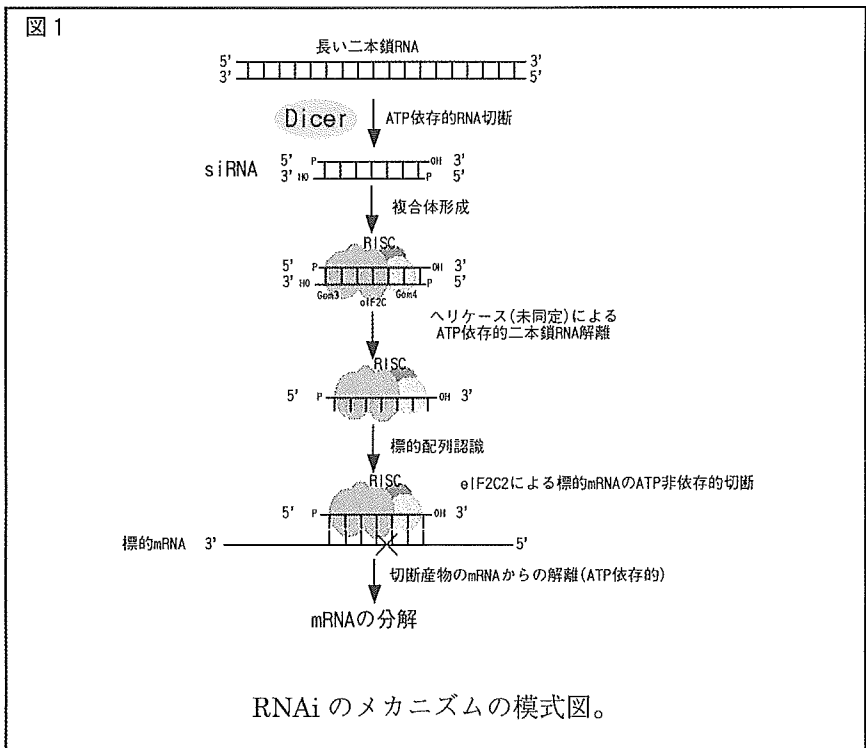 図1
長い二本鎖RNA
5' 3'
3' 5'
Dicer
ATP依存的RNA切断
siRNA
5' P OH 3'
3' HO P 5'
複合体形成
RISC
5' P OH 3'
3' HO P 5'
Gem3 eIF2C Gem4
ヘリケース(未同定)による
ATP依存的二本鎖RNA解離
RISC
5' P OH 3'
標的配列認識
RISC
eIF2C2による標的mRNAのATP非依存的切断
5' P OH 3'
標的mRNA 3' 5'
切断産物のmRNAからの解離(ATP依存的)
mRNAの分解
RNAiのメカニズムの模式図。